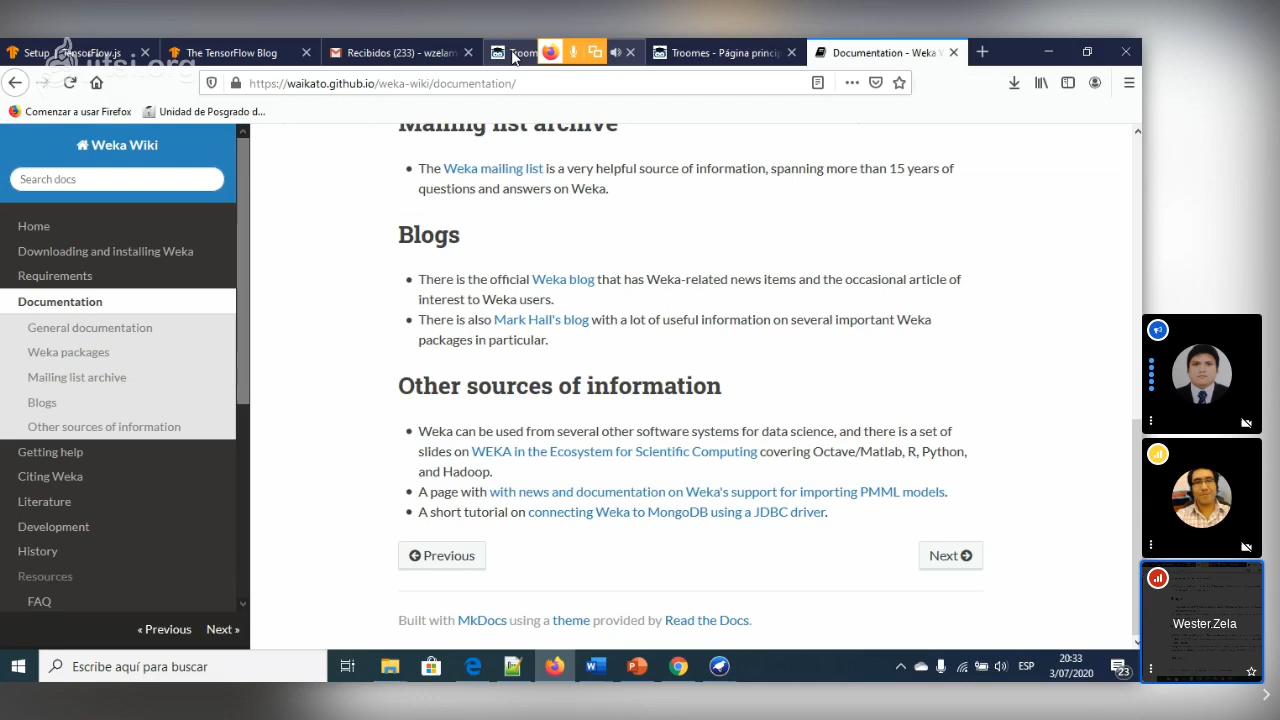 Setup | TensorFlow.js
The TensorFlow Blog
Recibidos (233) - wzelam
Troom
Troomes - Página princip
Documentation - Weka W
jitsi.org
https://waikato.github.io/weka-wiki/documentation/
Comenzar a usar Firefox
Unidad de Posgrado d...
Weka Wiki
Search docs
Home
Downloading and installing Weka
Requirements
Documentation
General documentation
Weka packages
Mailing list archive
Blogs
Other sources of information
Getting help
Citing Weka
Literature
Development
History
Resources
FAQ
« Previous
Next »
Mailing list archive
• The Weka mailing list is a very helpful source of information, spanning more than 15 years of
questions and answers on Weka.
Blogs
• There is the official Weka blog that has Weka-related news items and the occasional article of
interest to Weka users.
• There is also Mark Hall's blog with a lot of useful information on several important Weka
packages in particular.
Other sources of information
• Weka can be used from several other software systems for data science, and there is a set of
slides on WEKA in the Ecosystem for Scientific Computing covering Octave/Matlab, R, Python,
and Hadoop.
• A page with with news and documentation on Weka's support for importing PMML models.
• A short tutorial on connecting Weka to MongoDB using a JDBC driver.
Previous
Next
Built with MkDocs using a theme provided by Read the Docs.
Wester.Zela
Escribe aquí para buscar
ESP
20:33
3/07/2020
23